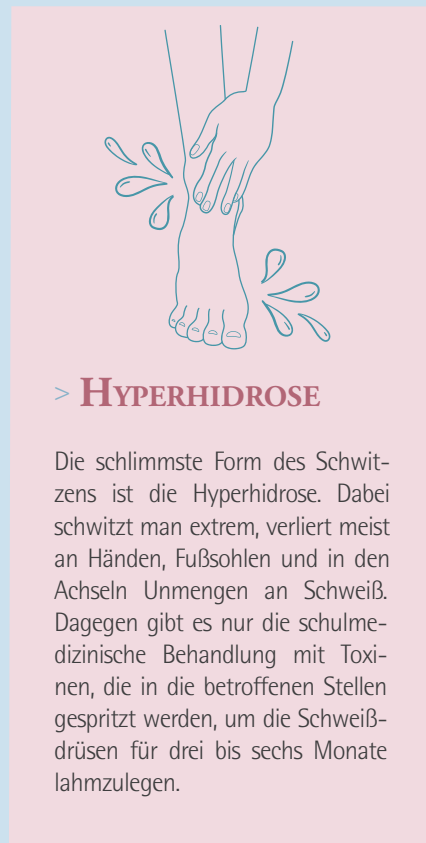 > HYPERHIDROSE
Die schlimmste Form des Schwit-
zens ist die Hyperhidrose. Dabei
schwitzt man extrem, verliert meist
an Händen, Fußsohlen und in den
Achseln Unmengen an Schweiß.
Dagegen gibt es nur die schulme-
dizinische Behandlung mit Toxi-
nen, die in die betroffenen Stellen
gespritzt werden, um die Schweiß-
drüsen für drei bis sechs Monate
lahmzulegen.